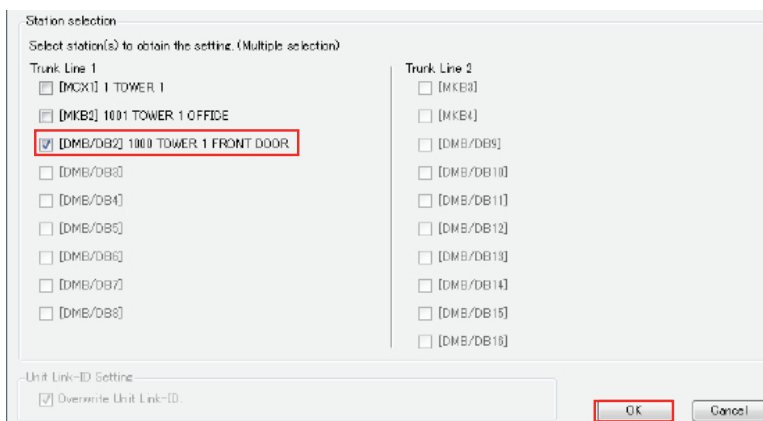 Station selection
Select station(s) to obtain the setting. (Multiple selection)
Trunk Line 1
[MCX1] 1 TOWER 1
[MKB2] 1001 TOWER 1 OFFICE
[DMB/DB2] 1000 TOWER 1 FRONT DOOR
[DMB/DB3]
[DMB/DB4]
[DMB/DB5]
[DMB/DB6]
[DMB/DB7]
[DMB/DB8]
Trunk Line 2
[MKB3]
[MKB4]
[DMB/DB9]
[DMB/DB10]
[DMB/DB11]
[DMB/DB12]
[DMB/DB13]
[DMB/DB14]
[DMB/DB15]
[DMB/DB16]
Unit Link-ID Setting
Overwrite Unit Link-ID.
OK
Cancel